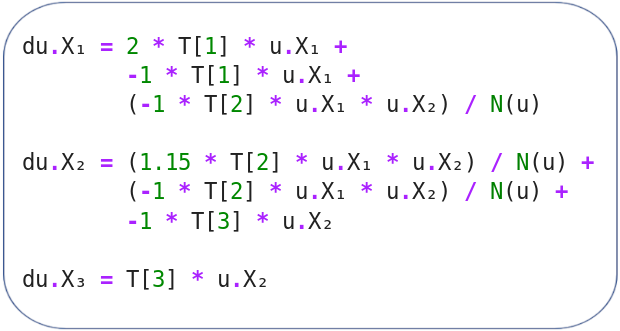 du.X₁ = 2 * T[1] * u.X₁ +
-1 * T[1] * u.X₁ +
(-1 * T[2] * u.X₁ * u.X₂) / N(u)
du.X₂ = (1.15 * T[2] * u.X₁ * u.X₂) / N(u) +
(-1 * T[2] * u.X₁ * u.X₂) / N(u) +
-1 * T[3] * u.X₂
du.X₃ = T[3] * u.X₂